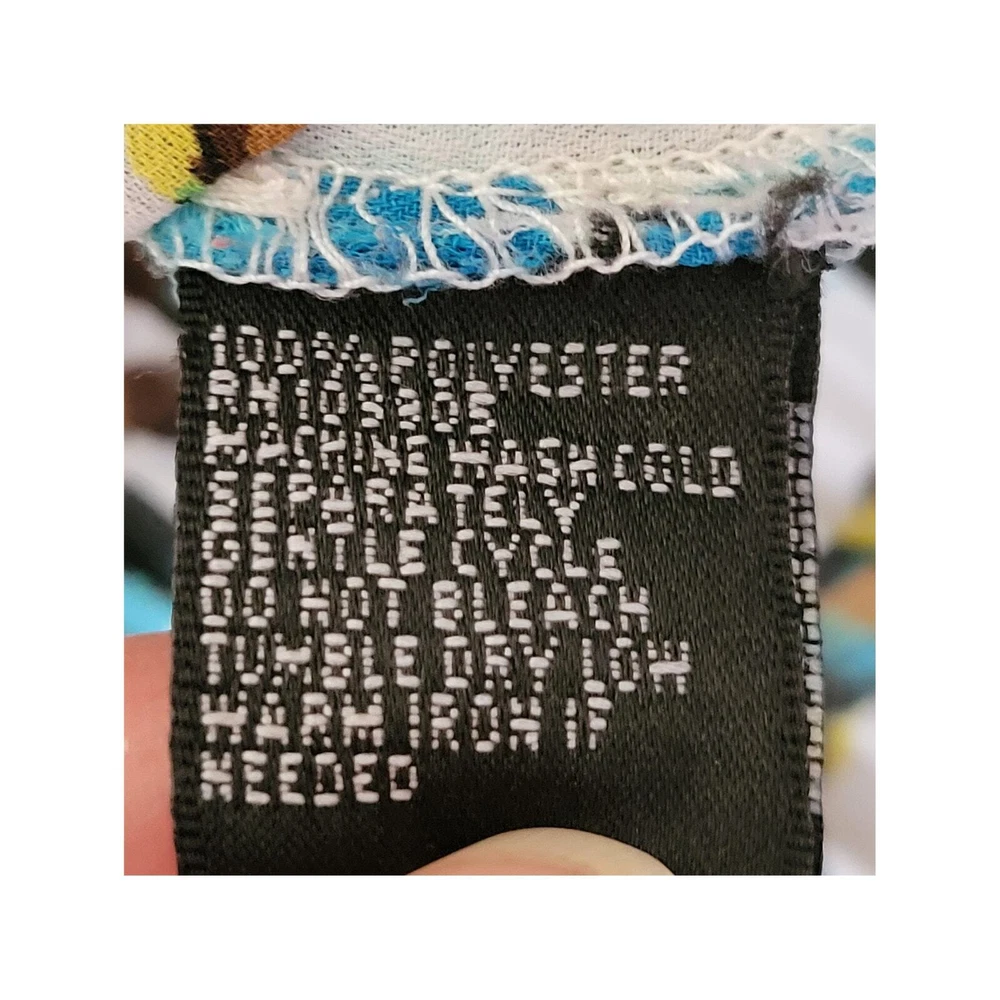 100% POLYESTER
MACHINE WASH COLD
SEPARATELY
GENTLE CYCLE
DO NOT BLEACH
TUMBLE DRY LOW
WARM IRON IF
NEEDED